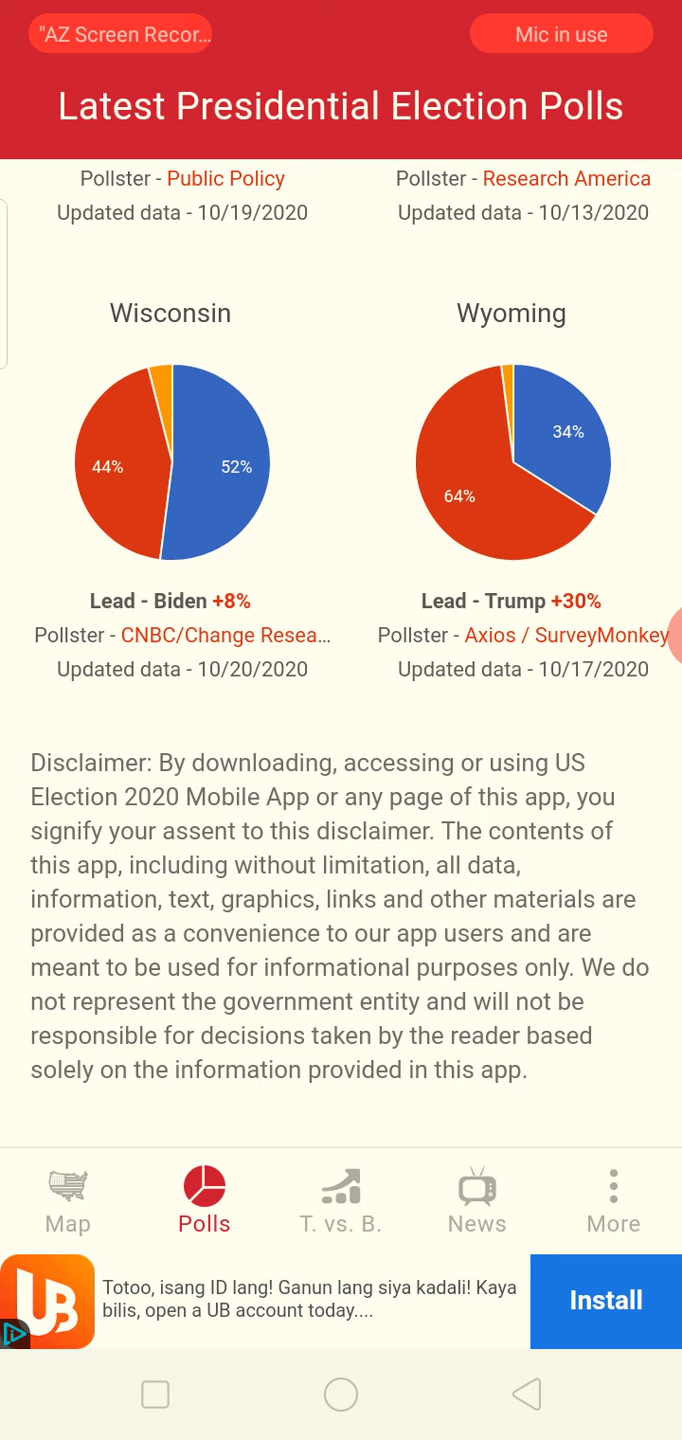 "AZ Screen Recor...
Mic in use
Latest Presidential Election Polls
Pollster - Public Policy
Updated data - 10/19/2020
Pollster - Research America
Updated data - 10/13/2020
Wisconsin
44%
52%
Lead - Biden +8%
Pollster - CNBC/Change Resea...
Updated data - 10/20/2020
Wyoming
34%
64%
Lead - Trump +30%
Pollster - Axios / SurveyMonkey
Updated data - 10/17/2020
Disclaimer: By downloading, accessing or using US
Election 2020 Mobile App or any page of this app, you
signify your assent to this disclaimer. The contents of
this app, including without limitation, all data,
information, text, graphics, links and other materials are
provided as a convenience to our app users and are
meant to be used for informational purposes only. We do
not represent the government entity and will not be
responsible for decisions taken by the reader based
solely on the information provided in this app.
Map
Polls
T. vs. B.
News
More
UB
Totoo, isang ID lang! Ganun lang siya kadali! Kaya
bilis, open a UB account today....
Install